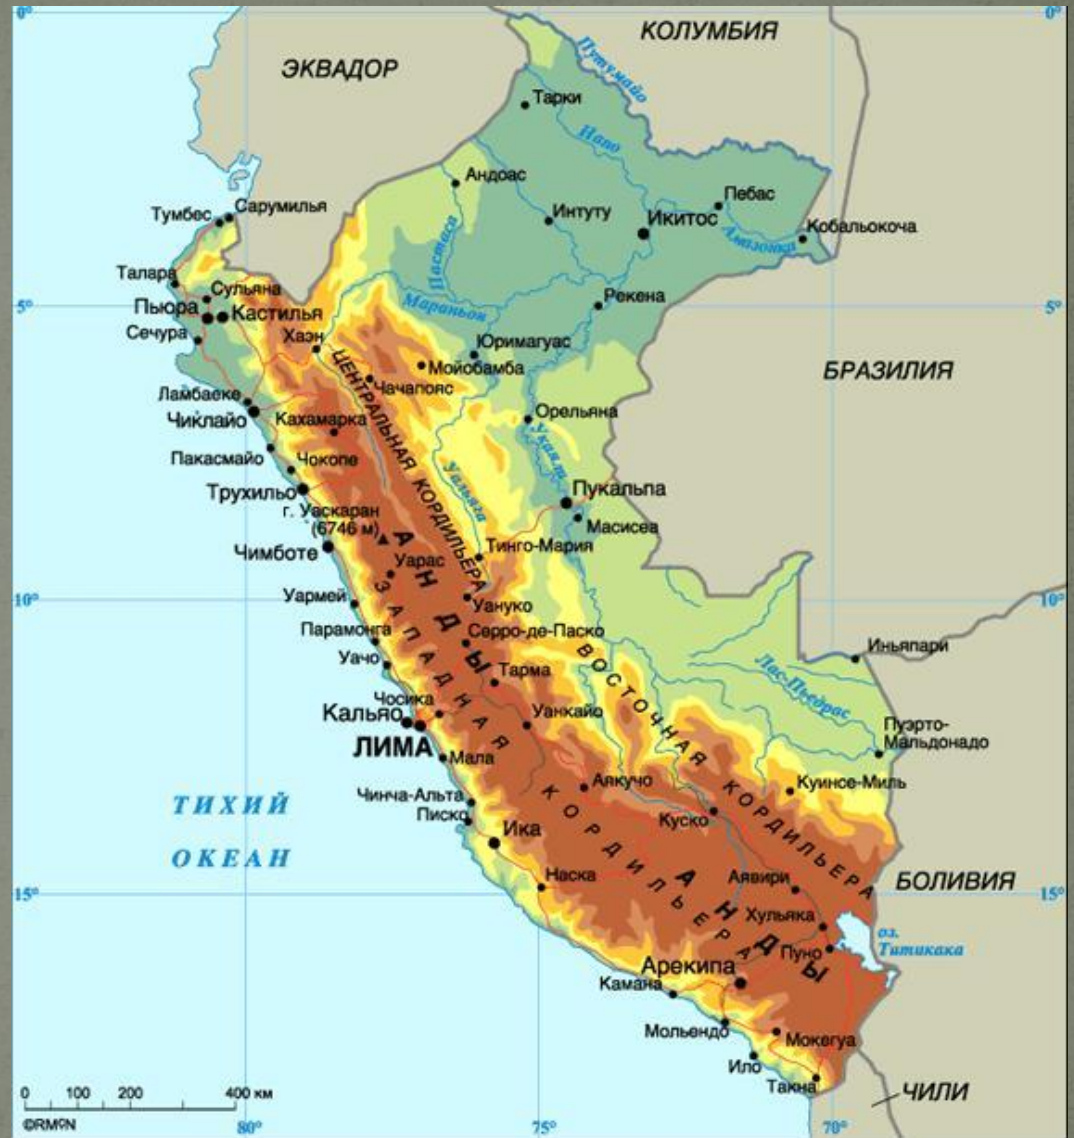 0°
0°
КОЛУМБИЯ
ЭКВАДОР
Путумайо
Тарки
Напо
Андоас
Пебас
Интуту
Икитос
Тумбес
Сарумилья
Амазонка
Кобальокоча
Пастаса
Талара
Сульяна
Рекена
Пьюра
Кастилья
5°
5°
Мараньон
Сечура
Хаэн
Юримагуас
Мойобамба
БРАЗИЛИЯ
Чачапояс
ЦЕНТРАЛЬНАЯ КОРДИЛЬЕРА
Ламбаеке
Чиклайо
Кахамарка
Орельяна
Укаяли
Пакасмайо
Чокопе
Уальяга
Трухильо
Пукальпа
г. Уаскаран
(6746 м)
Масисеа
Чимботе
Тинго-Мария
АНДЫ
Уарас
10°
10°
Уармей
Уануко
ЗАПАДНАЯ КОРДИЛЬЕРА
Парамонга
Серро-де-Паско
Иньяпари
Уачо
ВОСТОЧНАЯ КОРДИЛЬЕРА
Тарма
Лас-Пьедрас
Чосика
Кальяо
Уанкайо
Пуэрто-
Мальдонадо
ЛИМА
Мала
Аякучо
Куинсе-Миль
Чинча-Альта
ТИХИЙ
ОКЕАН
Писко
Куско
Ика
Наска
Аявири
АНДЫ
БОЛИВИЯ
15°
15°
Хульяка
оз.
Титикака
Пуно
Арекипа
Камана
Мольендо
Мокегуа
Ило
Такна
ЧИЛИ
0 100 200 400 км
©RMGN
80°
75°
70°